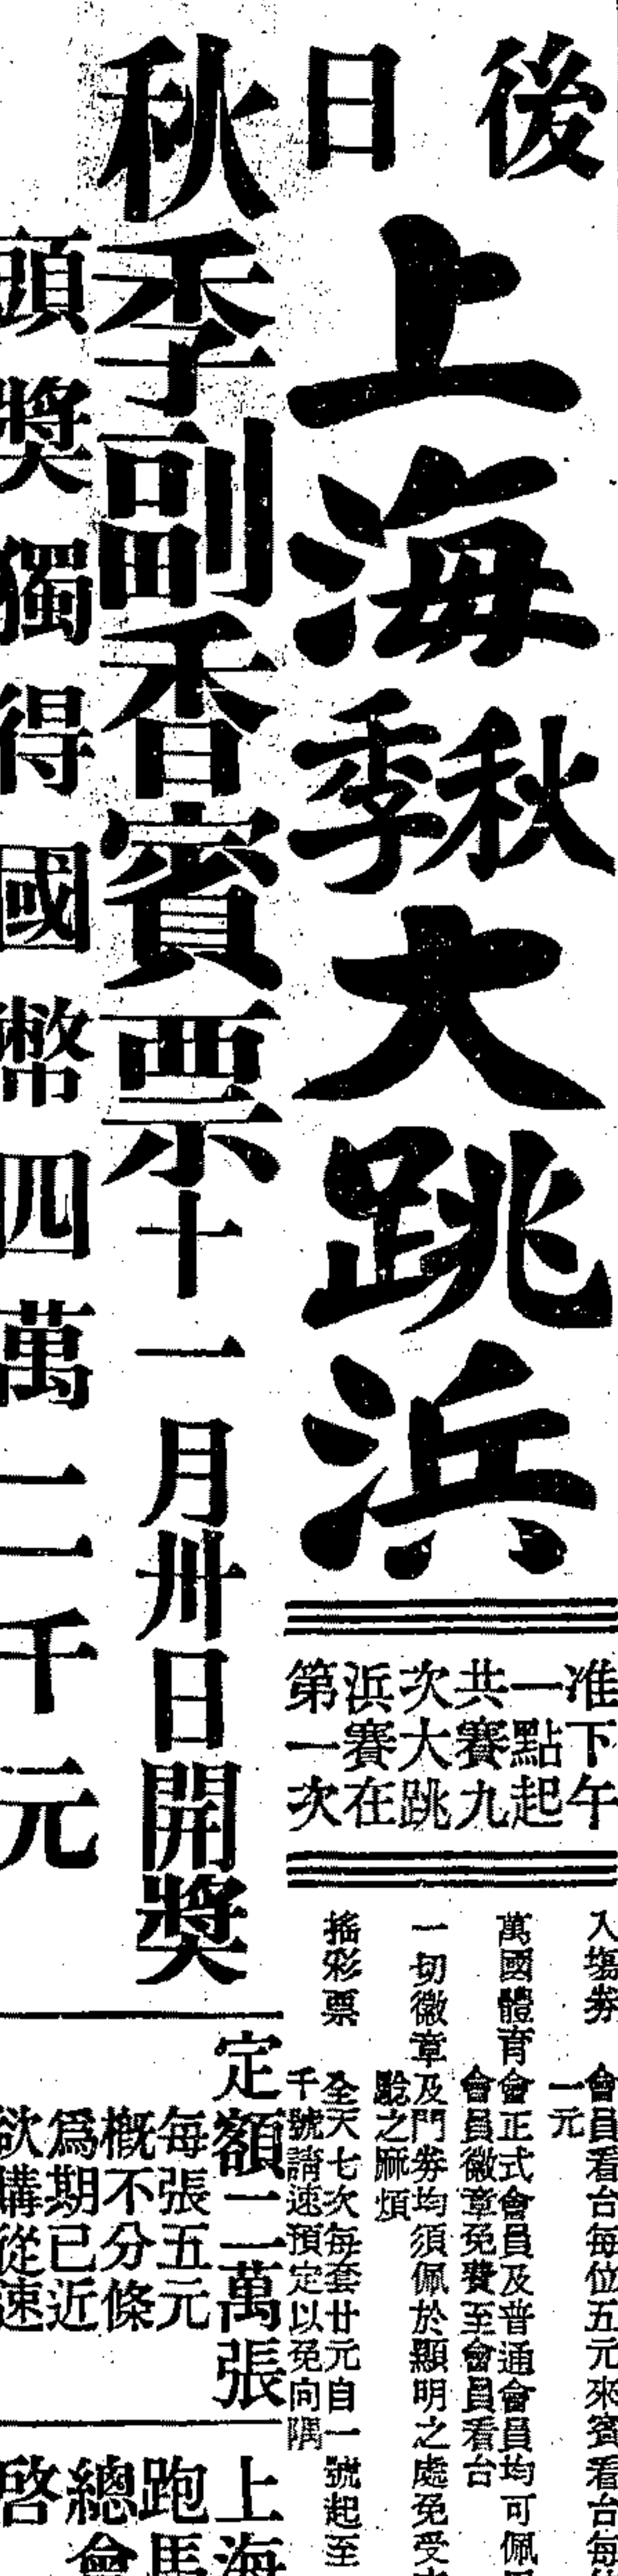 後日
上海秋季大跳浜
准下午
一點起
共賽九
次大跳
浜賽在
第一次
入塲券
會員看台每位五元來賓看台每
一元
萬國體育會正式會員及普通會員均可佩
會員徽章免費至會員看台
一切徽章及門券均須佩於顯明之處免受
驗之麻煩
搖彩票
全天七次每套廿元自一號起至
千號請速預定以免向隅
秋季副香賓票十一月卅日開獎
頭獎獨得國幣四萬二千元
定額二萬張
每張五元
概不分條
爲期已近
欲購從速
上海
跑馬
總會
啓